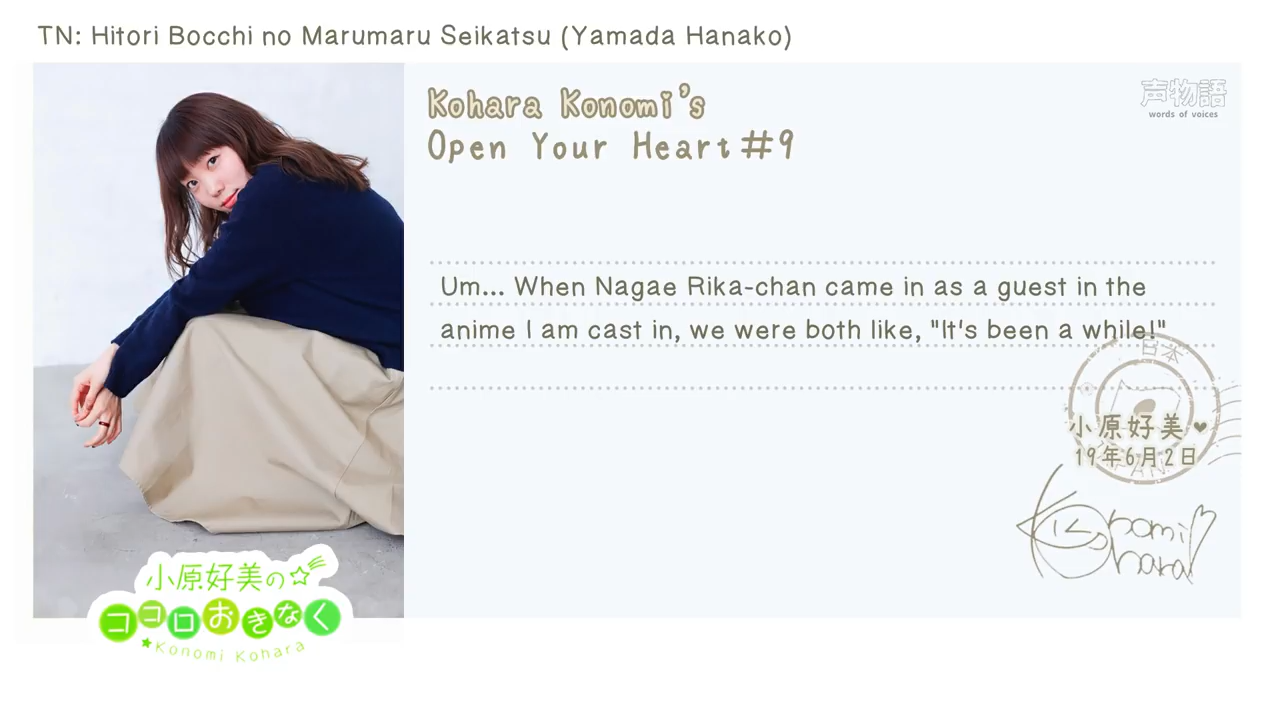 TN: Hitori Bocchi no Marumaru Seikatsu (Yamada Hanako)
Kohara Konomi's
Open Your Heart #9
声物語
words of voices
Um... When Nagae Rika-chan came in as a guest in the
anime I am cast in, we were both like, "It's been a while!"
日本
小原好美❤
19年6月2日
Konomi
Kohara
小原好美の☆
ココロおきなく
★Konomi Kohara